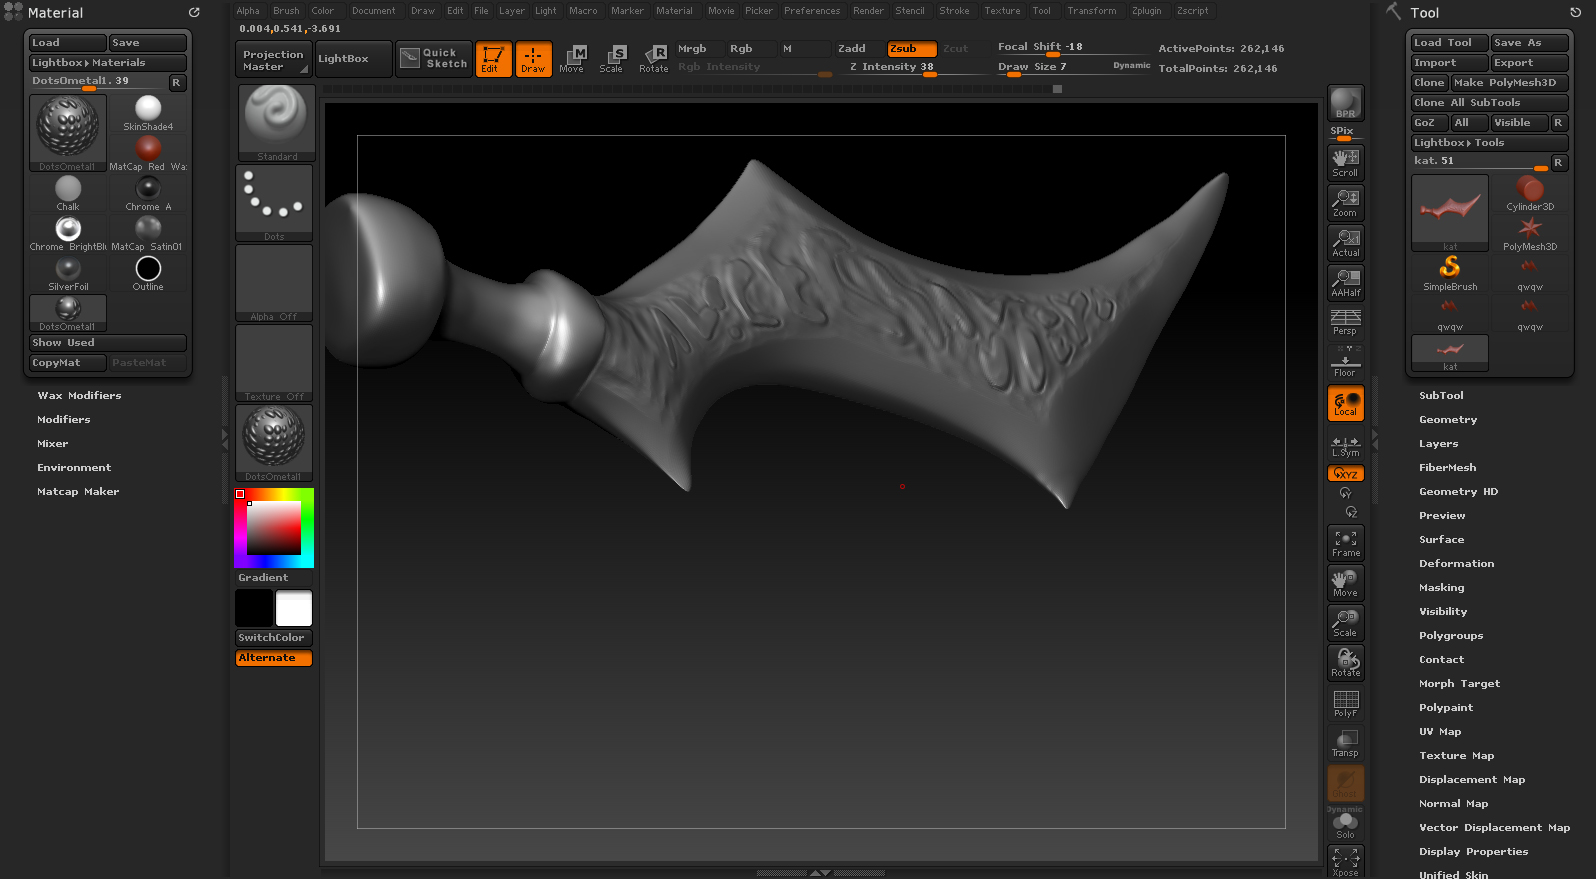 Material
Load Save
Lightbox▸Materials
DotsOmetal1. 39 R
DotsOmetal1
SkinShade4
MatCap Red Wa
Chalk Chrome A
Chrome BrightBlu MatCap Satin01
SilverFoil Outline
DotsOmetal1
Show Used
CopyMat PasteMat
Wax Modifiers
Modifiers
Mixer
Environment
Matcap Maker
Alpha Brush Color Document Draw Edit File Layer Light Macro Marker Material Movie Picker Preferences Render Stencil Stroke Texture Tool Transform Zplugin Zscript
0.004,0.541,-3.691
Projection Master
LightBox
Quick Sketch
Edit Draw Move Scale Rotate
M S R
Mrgb Rgb M
Rgb Intensity
Zadd Zsub Zcut
Z Intensity 38
Focal Shift -18
Draw Size 7 Dynamic
ActivePoints: 262,146
TotalPoints: 262,146
Standard
Dots
Alpha Off
Texture Off
DotsOmetal1
Gradient
SwitchColor
Alternate
BPR
SPix
Scroll
Zoom
Actual
AAHalf
Persp
Floor
Local
L.Sym
XYZ
Y
Z
Frame
Move
Scale
Rotate
PolyF
Transp
Ghost
Dynamic
Solo
Xpose
Tool
Load Tool Save As
Import Export
Clone Make PolyMesh3D
Clone All SubTools
GoZ All Visible R
Lightbox▸Tools
kat. 51 R
kat
Cylinder3D
PolyMesh3D
SimpleBrush qwqw
qwqw qwqw
kat
SubTool
Geometry
Layers
FiberMesh
Geometry HD
Preview
Surface
Deformation
Masking
Visibility
Polygroups
Contact
Morph Target
Polypaint
UV Map
Texture Map
Displacement Map
Normal Map
Vector Displacement Map
Display Properties
Unified Skin